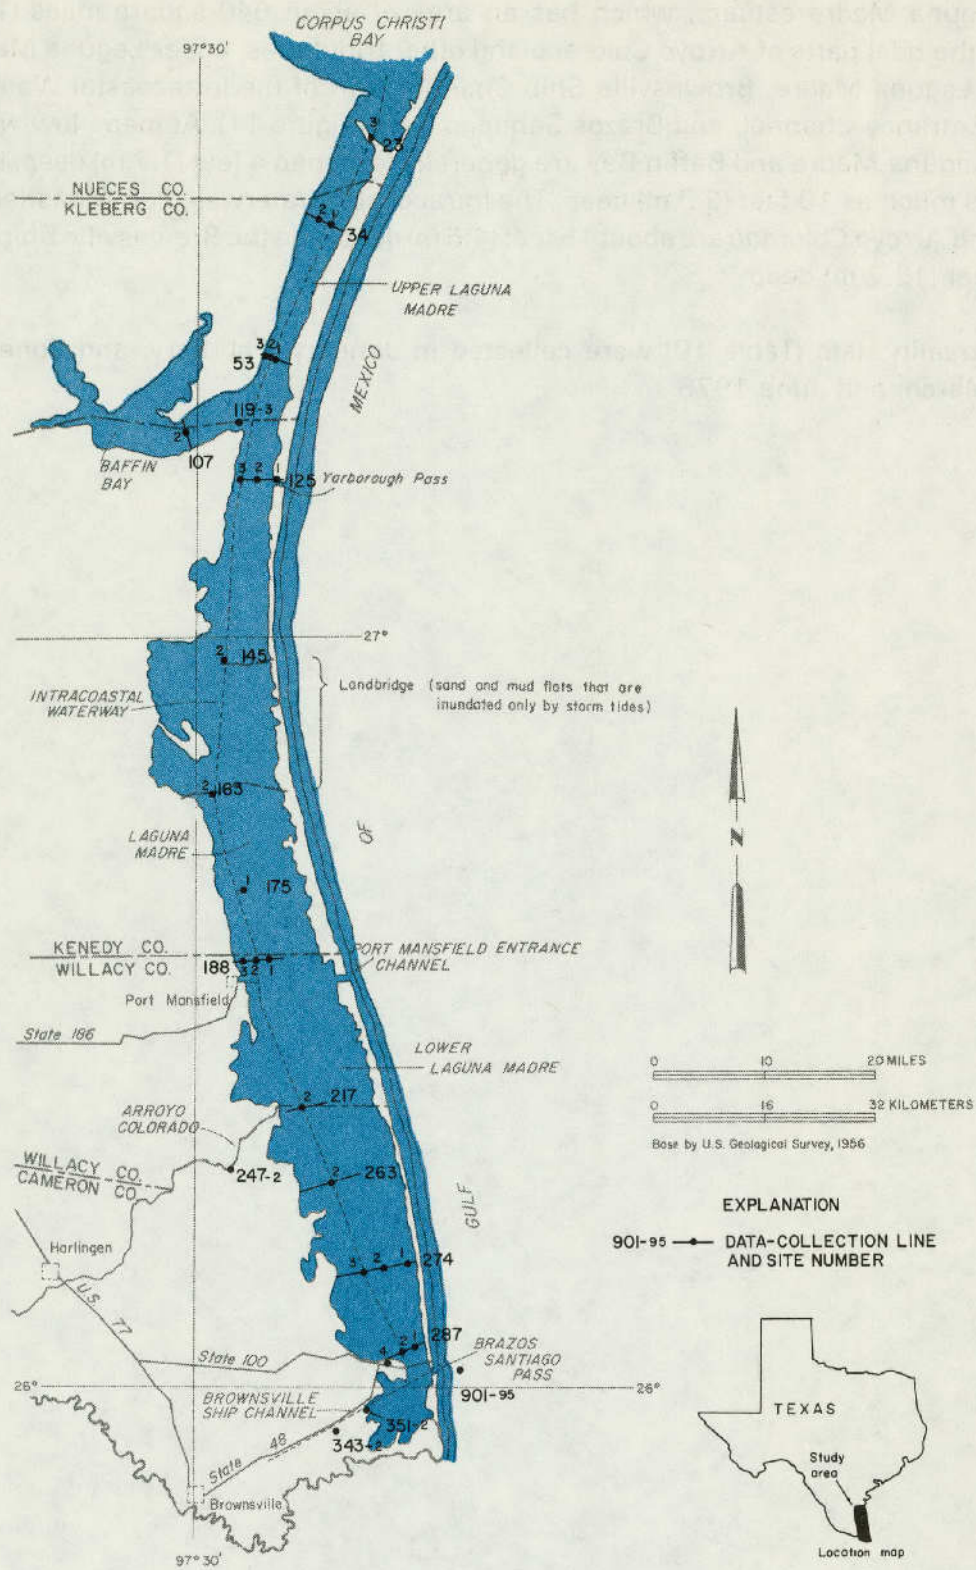 CORPUS CHRISTI
BAY
97°30'
3
23
NUECES CO.
KLEBERG CO.
2 1
34
UPPER LAGUNA
MADRE
3 2 1
53
MEXICO
119-3
2
107
BAFFIN
BAY
3 2 1
125
Yarborough Pass
27°
2 145
INTRACOASTAL
WATERWAY
Landbridge (sand and mud flats that are
inundated only by storm tides)
2 163
LAGUNA
MADRE
OF
1
175
N
KENEDY CO.
WILLACY CO.
188
3 2 1
PORT MANSFIELD ENTRANCE
CHANNEL
Port Mansfield
State 186
LOWER
LAGUNA MADRE
0 10 20 MILES
0 16 32 KILOMETERS
Base by U.S. Geological Survey, 1956
2 217
ARROYO
COLORADO
WILLACY CO.
CAMERON CO.
247-2
2 263
GULF
EXPLANATION
901-95 DATA-COLLECTION LINE
AND SITE NUMBER
Harlingen
3 2 1
274
U.S. 77
287
4 2 1
State 100
BRAZOS
SANTIAGO
PASS
901-95
26°
26°
BROWNSVILLE
SHIP CHANNEL
351-2
343-2
State 48
Brownsville
97°30'
TEXAS
Study
area
Location map